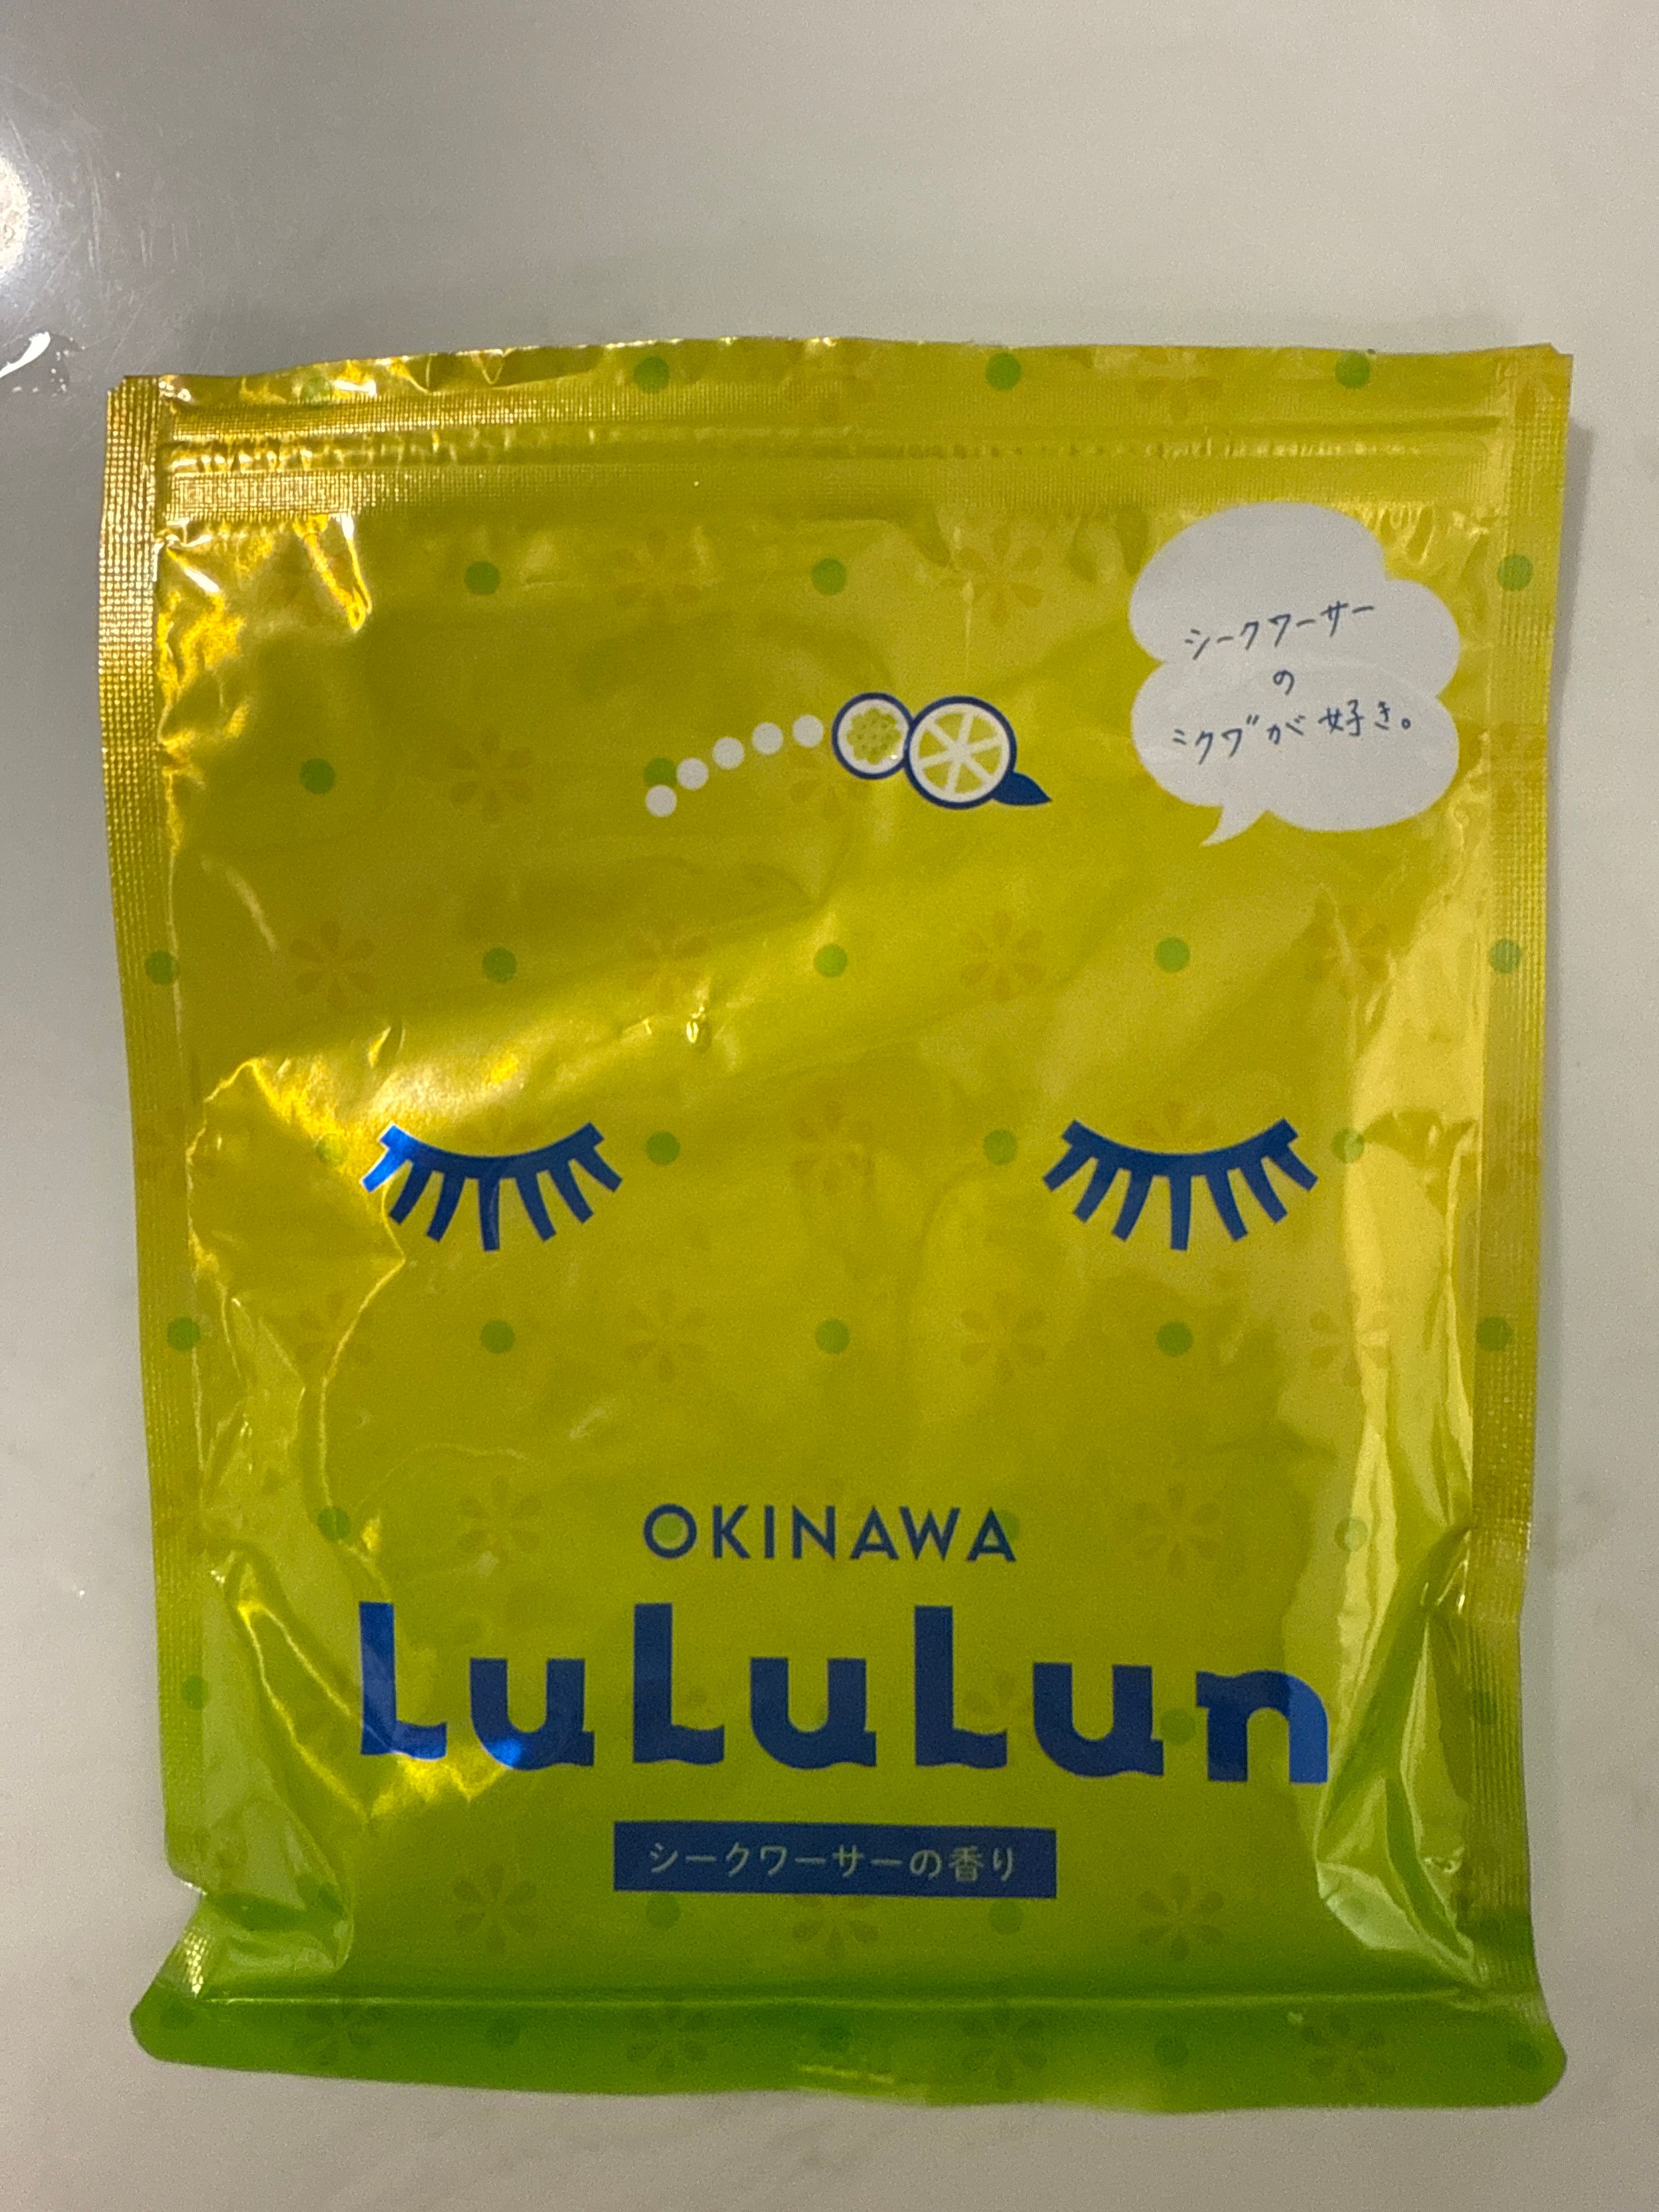 シークワーサー
の
ミクブが好き。
OKINAWA
LuLuLun
シークワーサーの香り